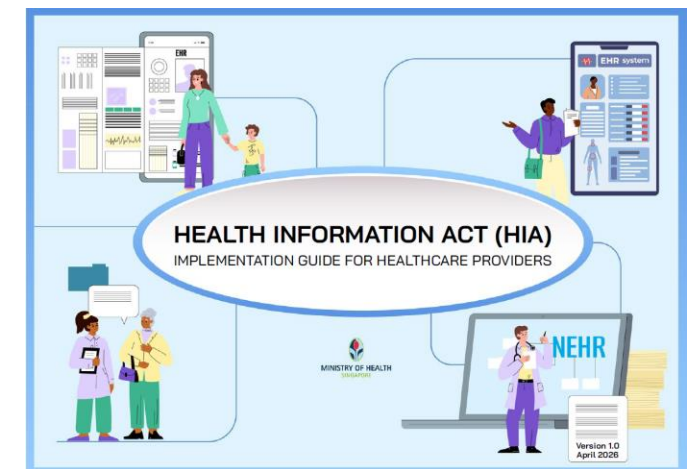 EHR
EHR system
HEALTH INFORMATION ACT (HIA)
IMPLEMENTATION GUIDE FOR HEALTHCARE PROVIDERS
MINISTRY OF HEALTH
SINGAPORE
NEHR
Version 1.0
April 2026